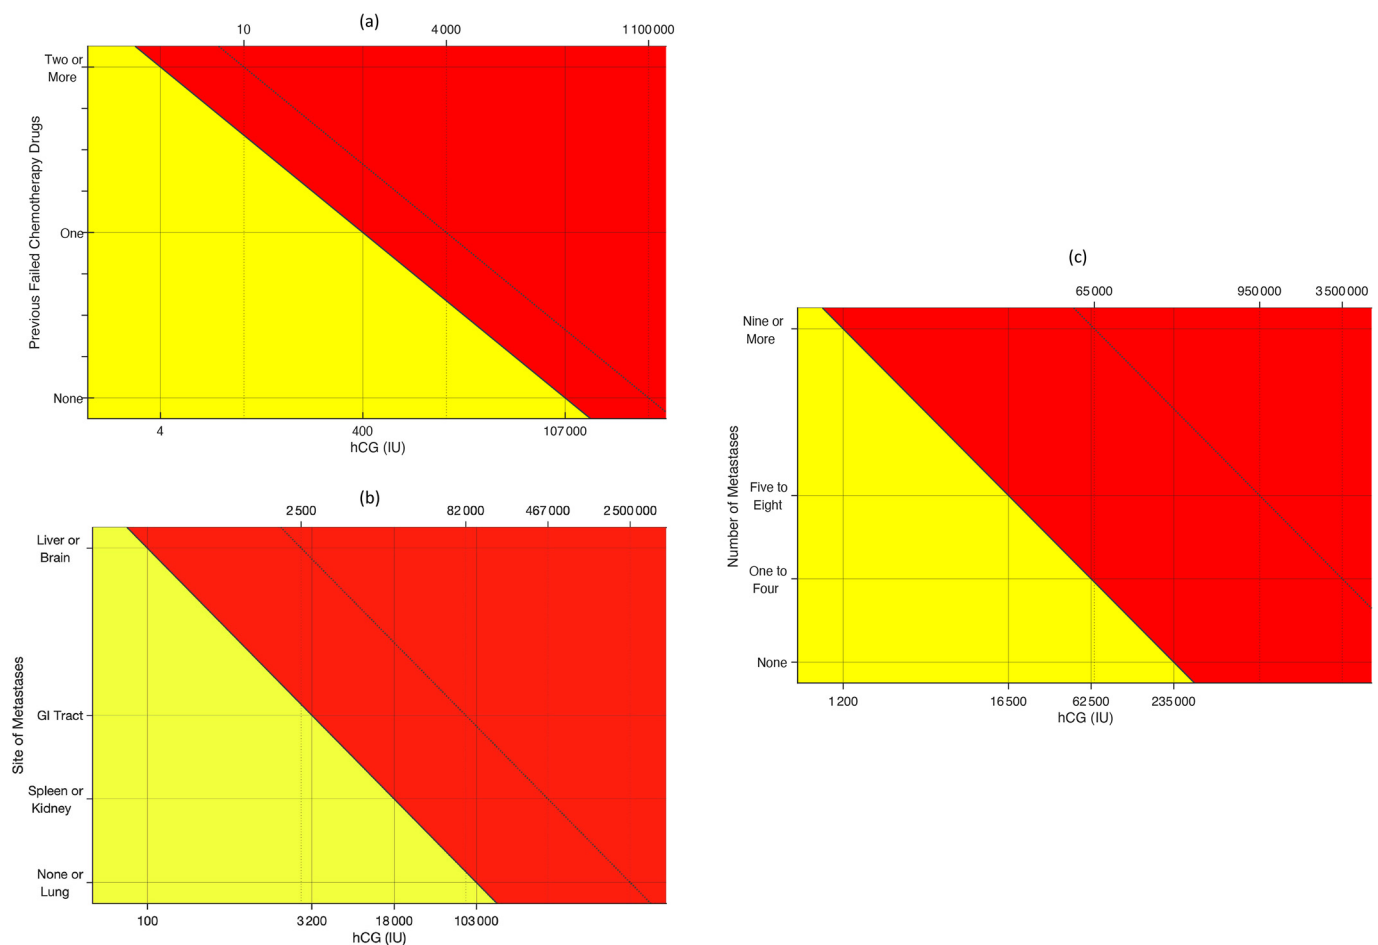 (a)
10
4 000
1 100 000
Two or
More
One
None
Previous Failed Chemotherapy Drugs
4
400
107 000
hCG (IU)
(b)
2 500
82 000
467 000
2 500 000
Liver or
Brain
GI Tract
Spleen or
Kidney
None or
Lung
Site of Metastases
100
3 200
18 000
103 000
hCG (IU)
(c)
65 000
950 000
3 500 000
Nine or
More
Five to
Eight
One to
Four
None
Number of Metastases
1 200
16 500
62 500
235 000
hCG (IU)